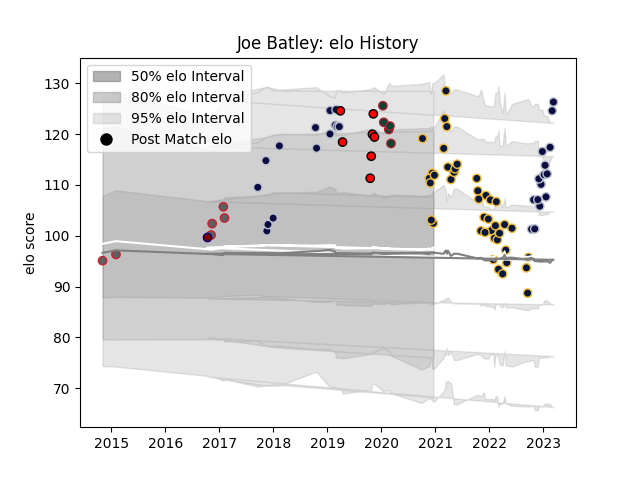 Joe Batley: elo History
50% elo Interval
80% elo Interval
95% elo Interval
Post Match elo
elo score
130
120
110
100
90
80
70
2015
2016
2017
2018
2019
2020
2021
2022
2023